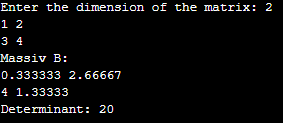 Enter the dimension of the matrix: 2
1 2
3 4
Massiv B:
0.333333 2.66667
4 1.33333
Determinant: 20